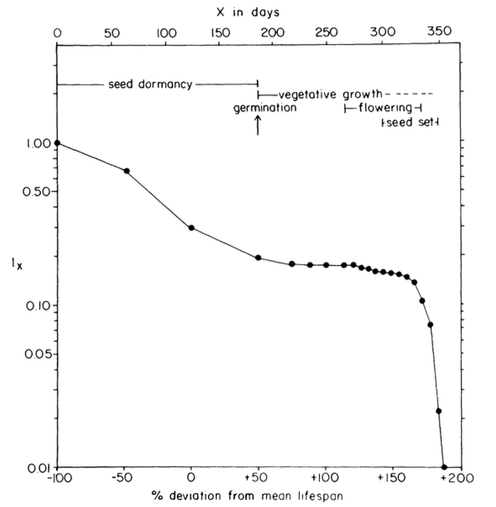 X in days
0 50 100 150 200 250 300 350
seed dormancy
vegetative growth
germination flowering
seed set
1.00
0.50
lx
0.10
0.05
0.01
-100 -50 0 +50 +100 +150 +200
% deviation from mean lifespan